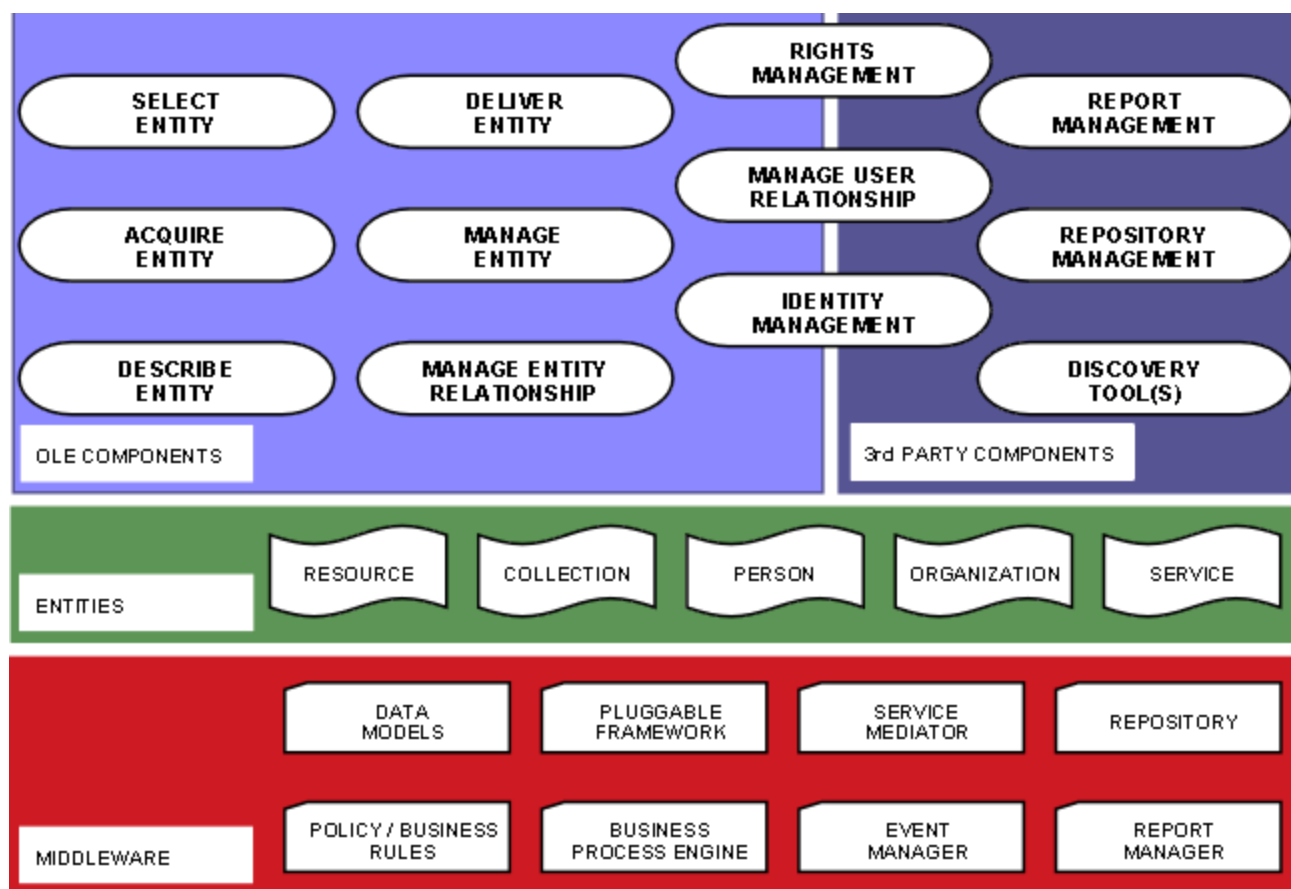 RIGHTS
MANAGEMENT
SELECT
ENTITY
DELIVER
ENTITY
REPORT
MANAGEMENT
MANAGE USER
RELATIONSHIP
ACQUIRE
ENTITY
MANAGE
ENTITY
REPOSITORY
MANAGEMENT
IDENTITY
MANAGEMENT
DESCRIBE
ENTITY
MANAGE ENTITY
RELATIONSHIP
DISCOVERY
TOOL(S)
OLE COMPONENTS
3rd PARTY COMPONENTS
RESOURCE
COLLECTION
PERSON
ORGANIZATION
SERVICE
ENTITIES
DATA
MODELS
PLUGGABLE
FRAMEWORK
SERVICE
MEDIATOR
REPOSITORY
POLICY / BUSINESS
RULES
BUSINESS
PROCESS ENGINE
EVENT
MANAGER
REPORT
MANAGER
MIDDLEWARE